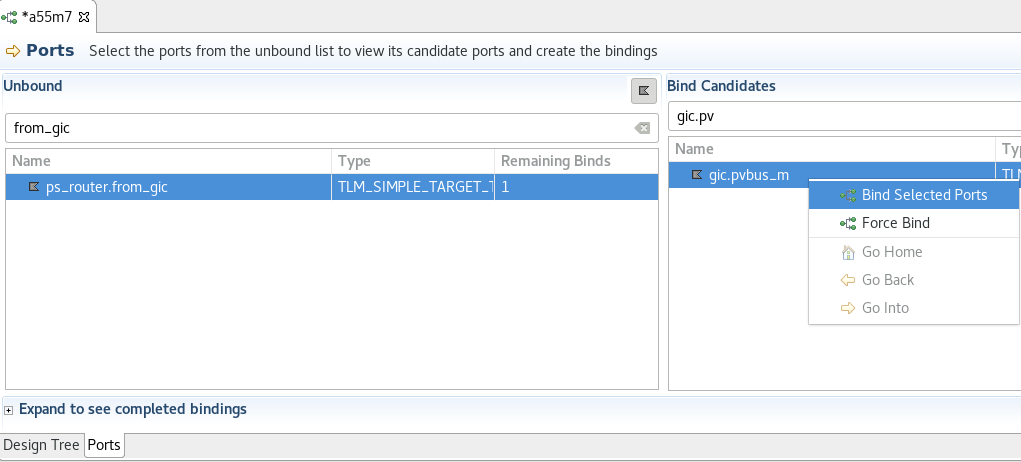 *a55m7
Ports Select the ports from the unbound list to view its candidate ports and create the bindings
Unbound
from_gic
Name Type Remaining Binds
ps_router.from_gic TLM_SIMPLE_TARGET_T 1
Bind Candidates
gic.pv
Name Typ
gic.pvbus_m TLM
Bind Selected Ports
Force Bind
Go Home
Go Back
Go Into
Expand to see completed bindings
Design Tree Ports